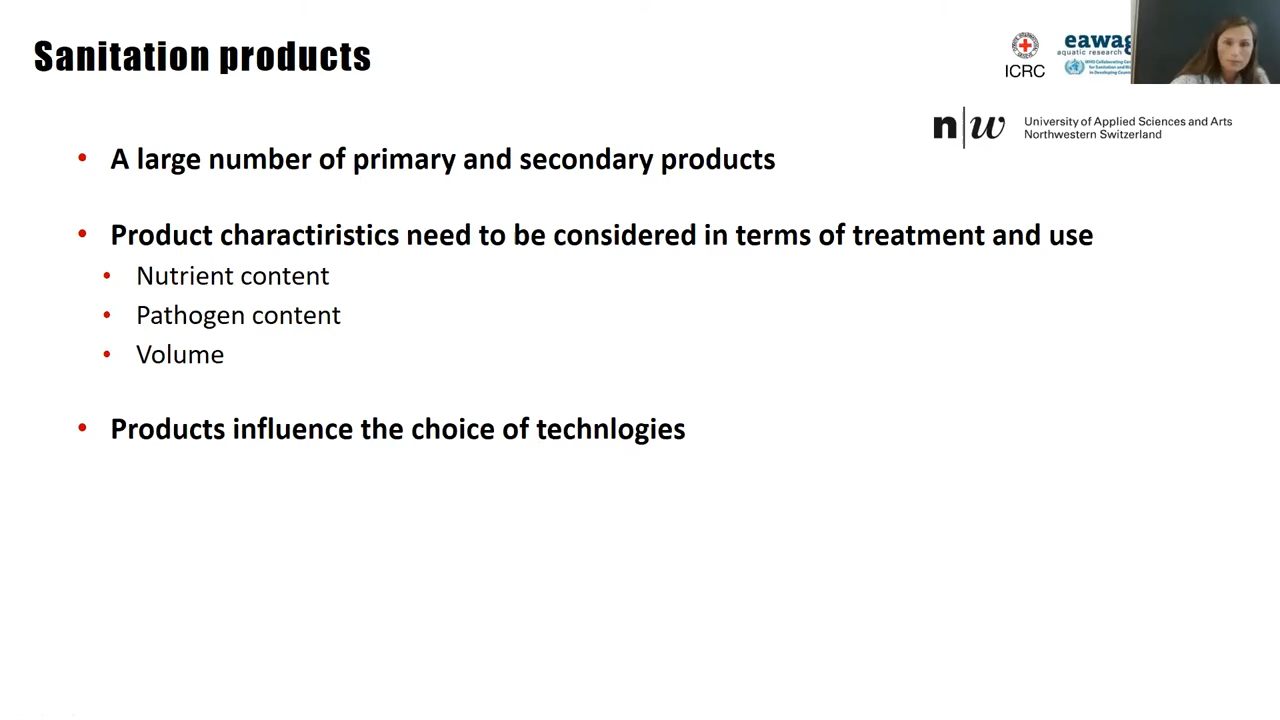 Sanitation products
ICRC
eawag
aquatic research
n|w University of Applied Sciences and Arts
Northwestern Switzerland
• A large number of primary and secondary products
• Product charactiristics need to be considered in terms of treatment and use
• Nutrient content
• Pathogen content
• Volume
• Products influence the choice of technlogies